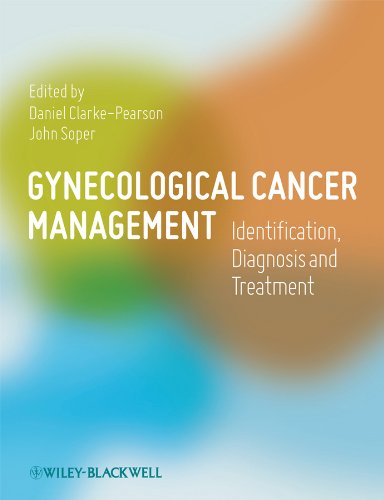 Edited by
Daniel Clarke-Pearson
John Soper
GYNECOLOGICAL CANCER
MANAGEMENT
Identification,
Diagnosis and
Treatment
WILEY-BLACKWELL